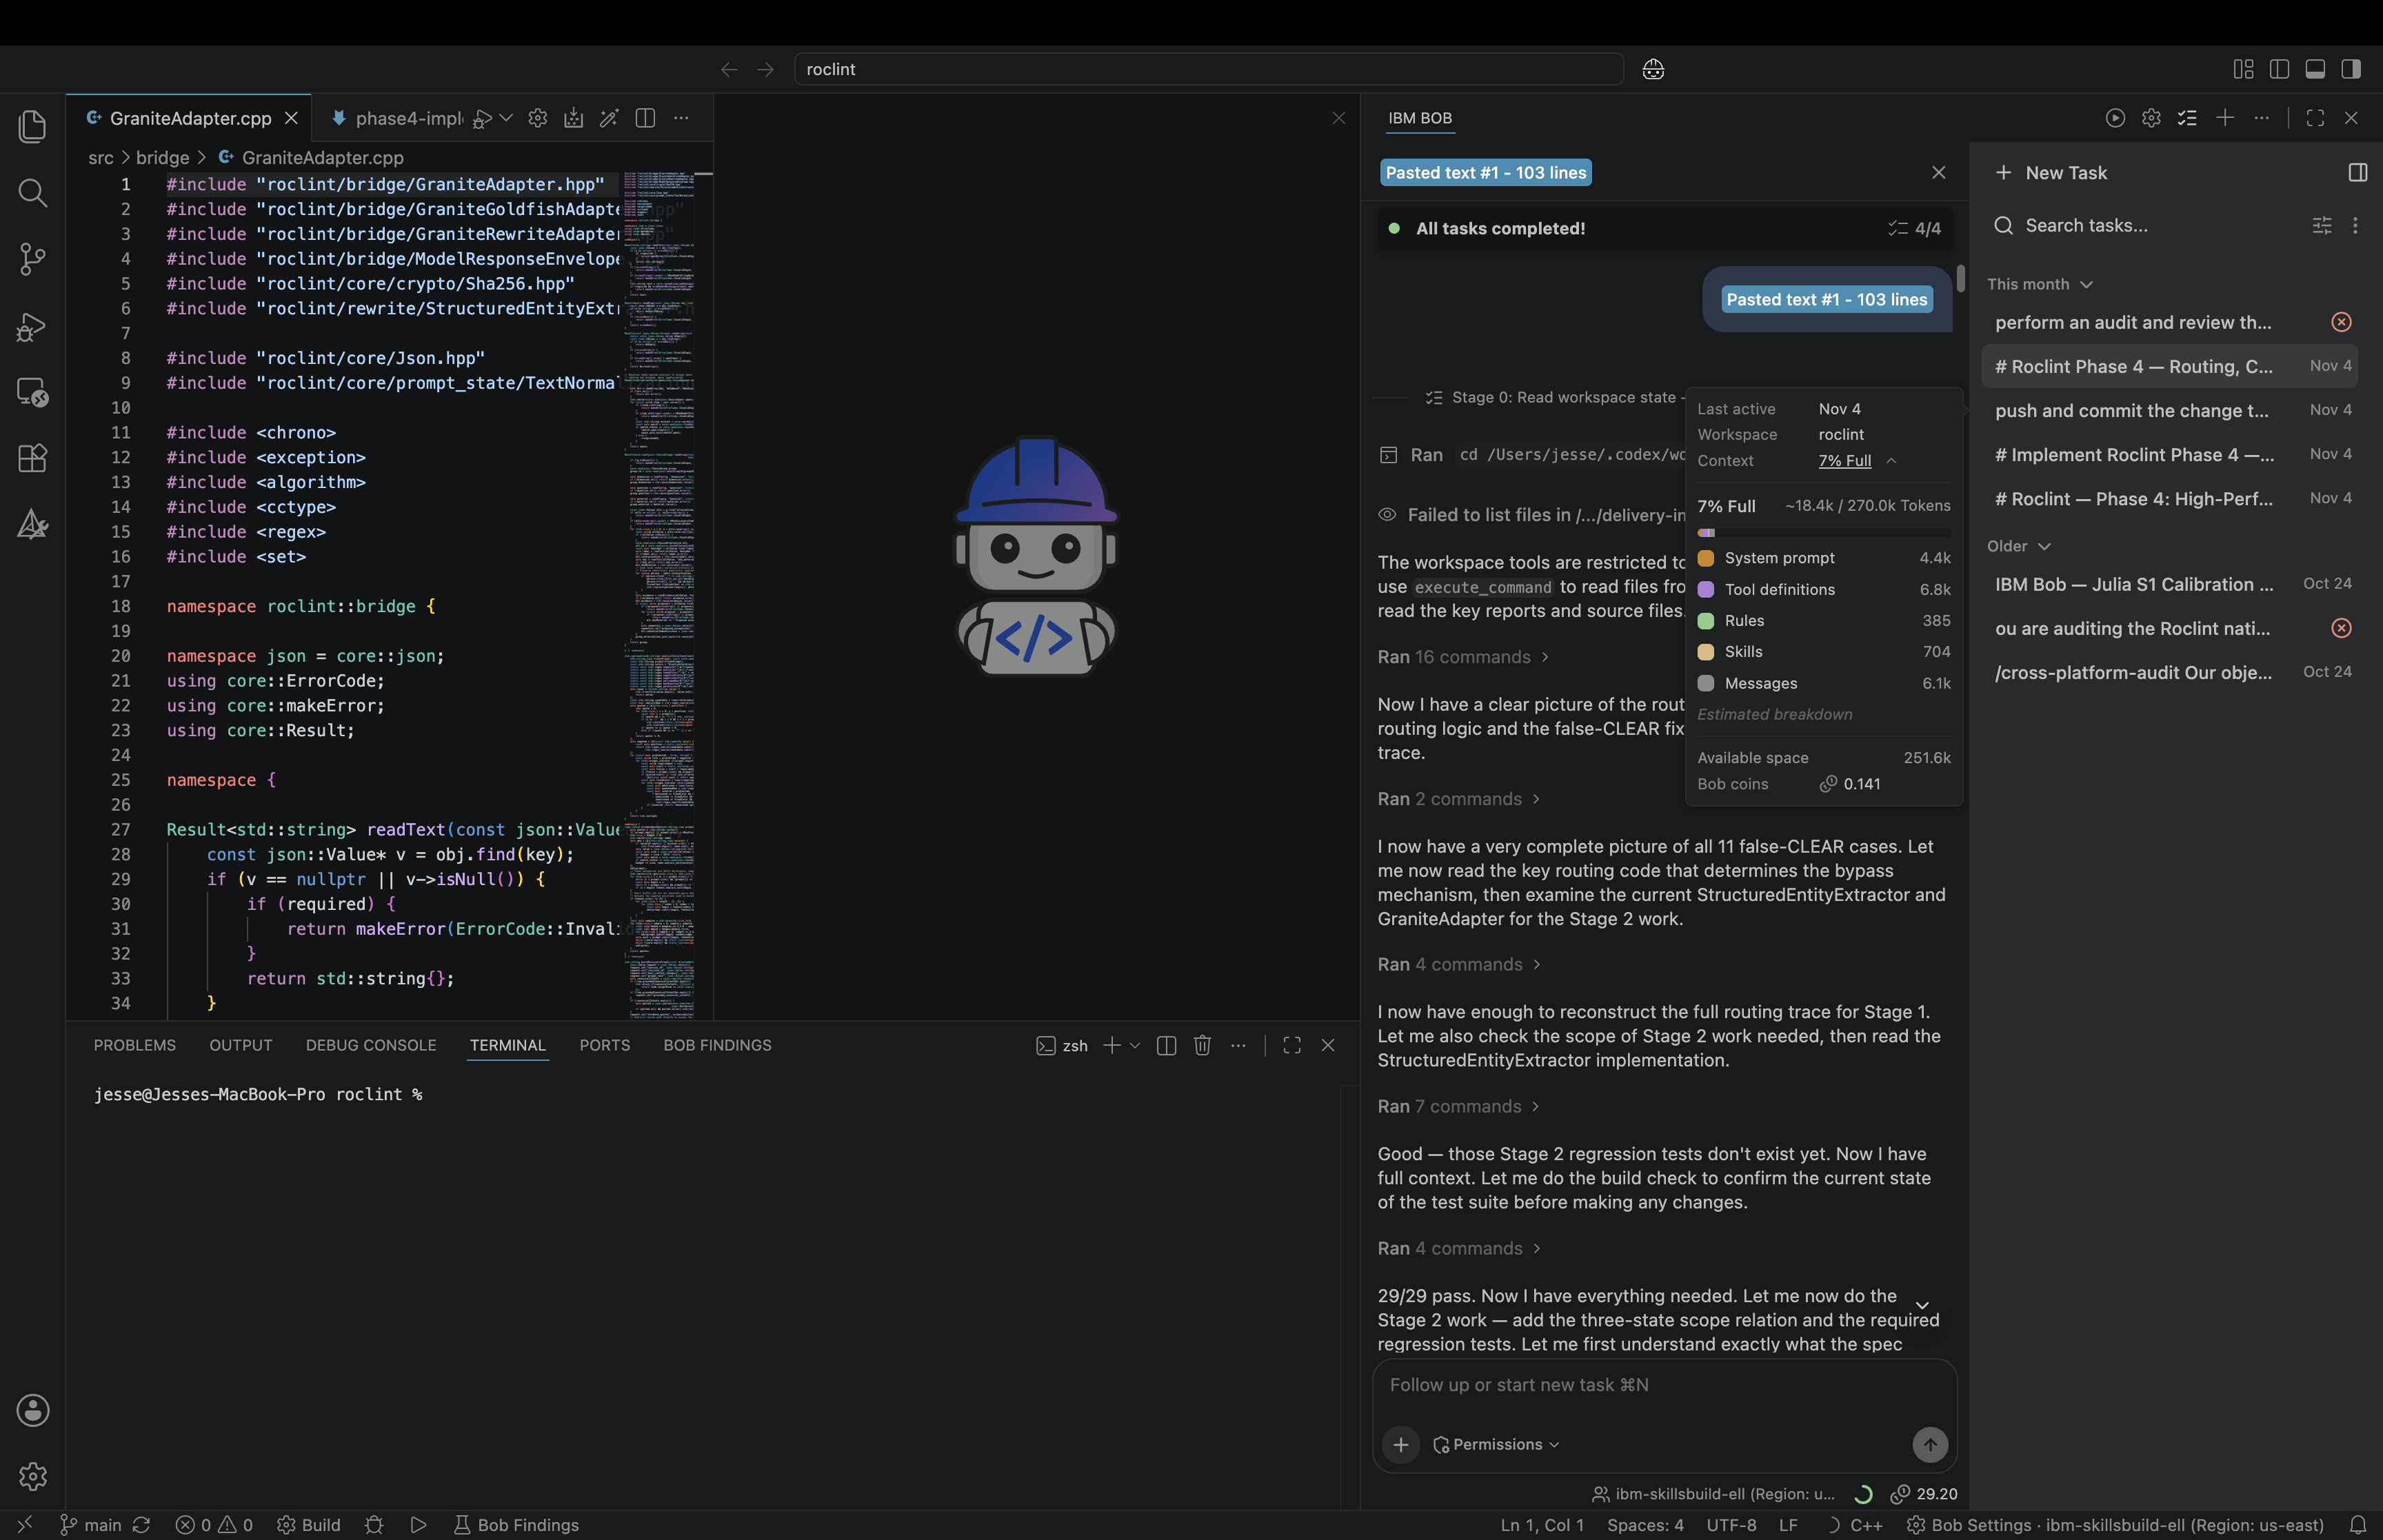 roclint
GraniteAdapter.cpp
phase4-impl
src > bridge > GraniteAdapter.cpp
1 #include "roclint/bridge/GraniteAdapter.hpp"
2 #include "roclint/bridge/GraniteGoldfishAdapte
3 #include "roclint/bridge/GraniteRewriteAdapter
4 #include "roclint/bridge/ModelResponseEnvelope
5 #include "roclint/core/crypto/Sha256.hpp"
6 #include "roclint/rewrite/StructuredEntityExtr
7
8 #include "roclint/core/Json.hpp"
9 #include "roclint/core/prompt_state/TextNormal
10
11 #include <chrono>
12 #include <exception>
13 #include <algorithm>
14 #include <cctype>
15 #include <regex>
16 #include <set>
17
18 namespace roclint::bridge {
19
20 namespace json = core::json;
21 using core::ErrorCode;
22 using core::makeError;
23 using core::Result;
24
25 namespace {
26
27 Result<std::string> readText(const json::Value
28 const json::Value* v = obj.find(key);
29 if (v == nullptr || v->isNull()) {
30 if (required) {
31 return makeError(ErrorCode::Invalid
32 }
33 return std::string{};
34 }
PROBLEMS OUTPUT DEBUG CONSOLE TERMINAL PORTS BOB FINDINGS
zsh
jesse@Jesses-MacBook-Pro roclint %
</>
IBM BOB
Pasted text #1 - 103 lines
All tasks completed! 4/4
Pasted text #1 - 103 lines
Stage 0: Read workspace state -
Ran cd /Users/jesse/.codex/wo
Failed to list files in /.../delivery-in
The workspace tools are restricted to
use execute_command to read files fro
read the key reports and source files.
Ran 16 commands >
Now I have a clear picture of the rout
routing logic and the false-CLEAR fix
trace.
Ran 2 commands >
I now have a very complete picture of all 11 false-CLEAR cases. Let
me now read the key routing code that determines the bypass
mechanism, then examine the current StructuredEntityExtractor and
GraniteAdapter for the Stage 2 work.
Ran 4 commands >
I now have enough to reconstruct the full routing trace for Stage 1.
Let me also check the scope of Stage 2 work needed, then read the
StructuredEntityExtractor implementation.
Ran 7 commands >
Good — those Stage 2 regression tests don't exist yet. Now I have
full context. Let me do the build check to confirm the current state
of the test suite before making any changes.
Ran 4 commands >
29/29 pass. Now I have everything needed. Let me now do the
Stage 2 work — add the three-state scope relation and the required
regression tests. Let me first understand exactly what the spec
Last active Nov 4
Workspace roclint
Context 7% Full
7% Full ~18.4k / 270.0k Tokens
System prompt 4.4k
Tool definitions 6.8k
Rules 385
Skills 704
Messages 6.1k
Estimated breakdown
Available space 251.6k
Bob coins 0.141
Follow up or start new task ⌘N
Permissions
ibm-skillsbuild-ell (Region: u... 29.20
New Task
Search tasks...
This month
perform an audit and review th...
# Roclint Phase 4 — Routing, C... Nov 4
push and commit the change t... Nov 4
# Implement Roclint Phase 4 —... Nov 4
# Roclint — Phase 4: High-Perf... Nov 4
Older
IBM Bob — Julia S1 Calibration ... Oct 24
ou are auditing the Roclint nati...
/cross-platform-audit Our obje... Oct 24
main 0 0 Build Bob Findings
Ln 1, Col 1 Spaces: 4 UTF-8 LF C++ Bob Settings · ibm-skillsbuild-ell (Region: us-east)